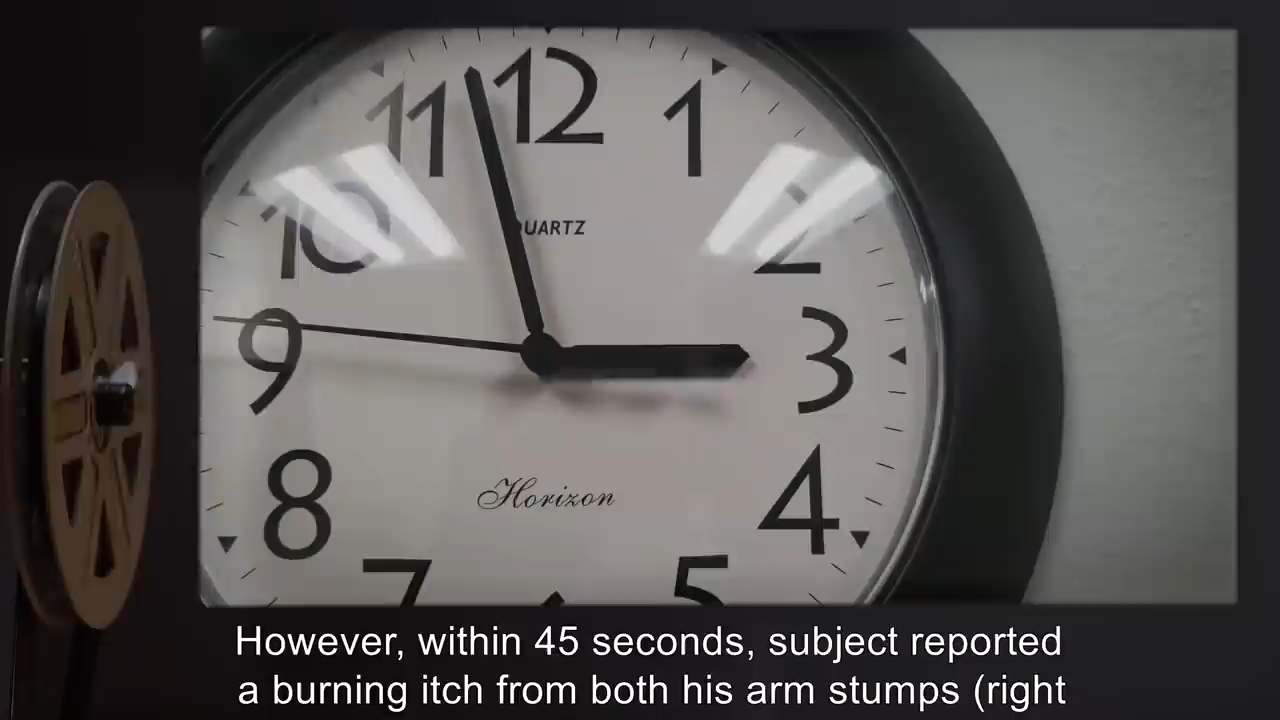 11 12 1
10 QUARTZ 2
9 3
Horizon
8 4
7 5
However, within 45 seconds, subject reported
a burning itch from both his arm stumps (right